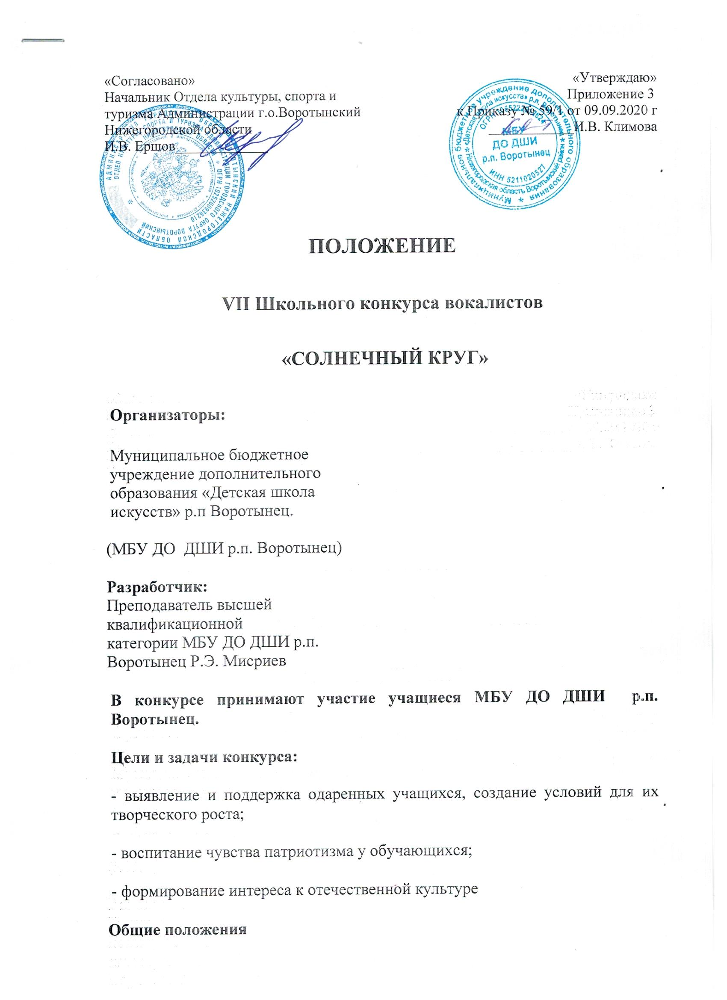 «Согласовано»
Начальник Отдела культуры, спорта и
туризма Администрации г.о.Воротынский
Нижегородской области
И.В. Ершов
«Утверждаю»
Приложение 3
к Приказу № 59/1 от 09.09.2020 г
И.В. Климова
МБУ
ДО ДШИ
р.п. Воротынец
ИНН 5211020527
ПОЛОЖЕНИЕ
VII Школьного конкурса вокалистов
«СОЛНЕЧНЫЙ КРУГ»
Организаторы:
Муниципальное бюджетное
учреждение дополнительного
образования «Детская школа
искусств» р.п Воротынец.
(МБУ ДО ДШИ р.п. Воротынец)
Разработчик:
Преподаватель высшей
квалификационной
категории МБУ ДО ДШИ р.п.
Воротынец Р.Э. Мисриев
В конкурсе принимают участие учащиеся МБУ ДО ДШИ р.п.
Воротынец.
Цели и задачи конкурса:
- выявление и поддержка одаренных учащихся, создание условий для их
творческого роста;
- воспитание чувства патриотизма у обучающихся;
- формирование интереса к отечественной культуре
Общие положения